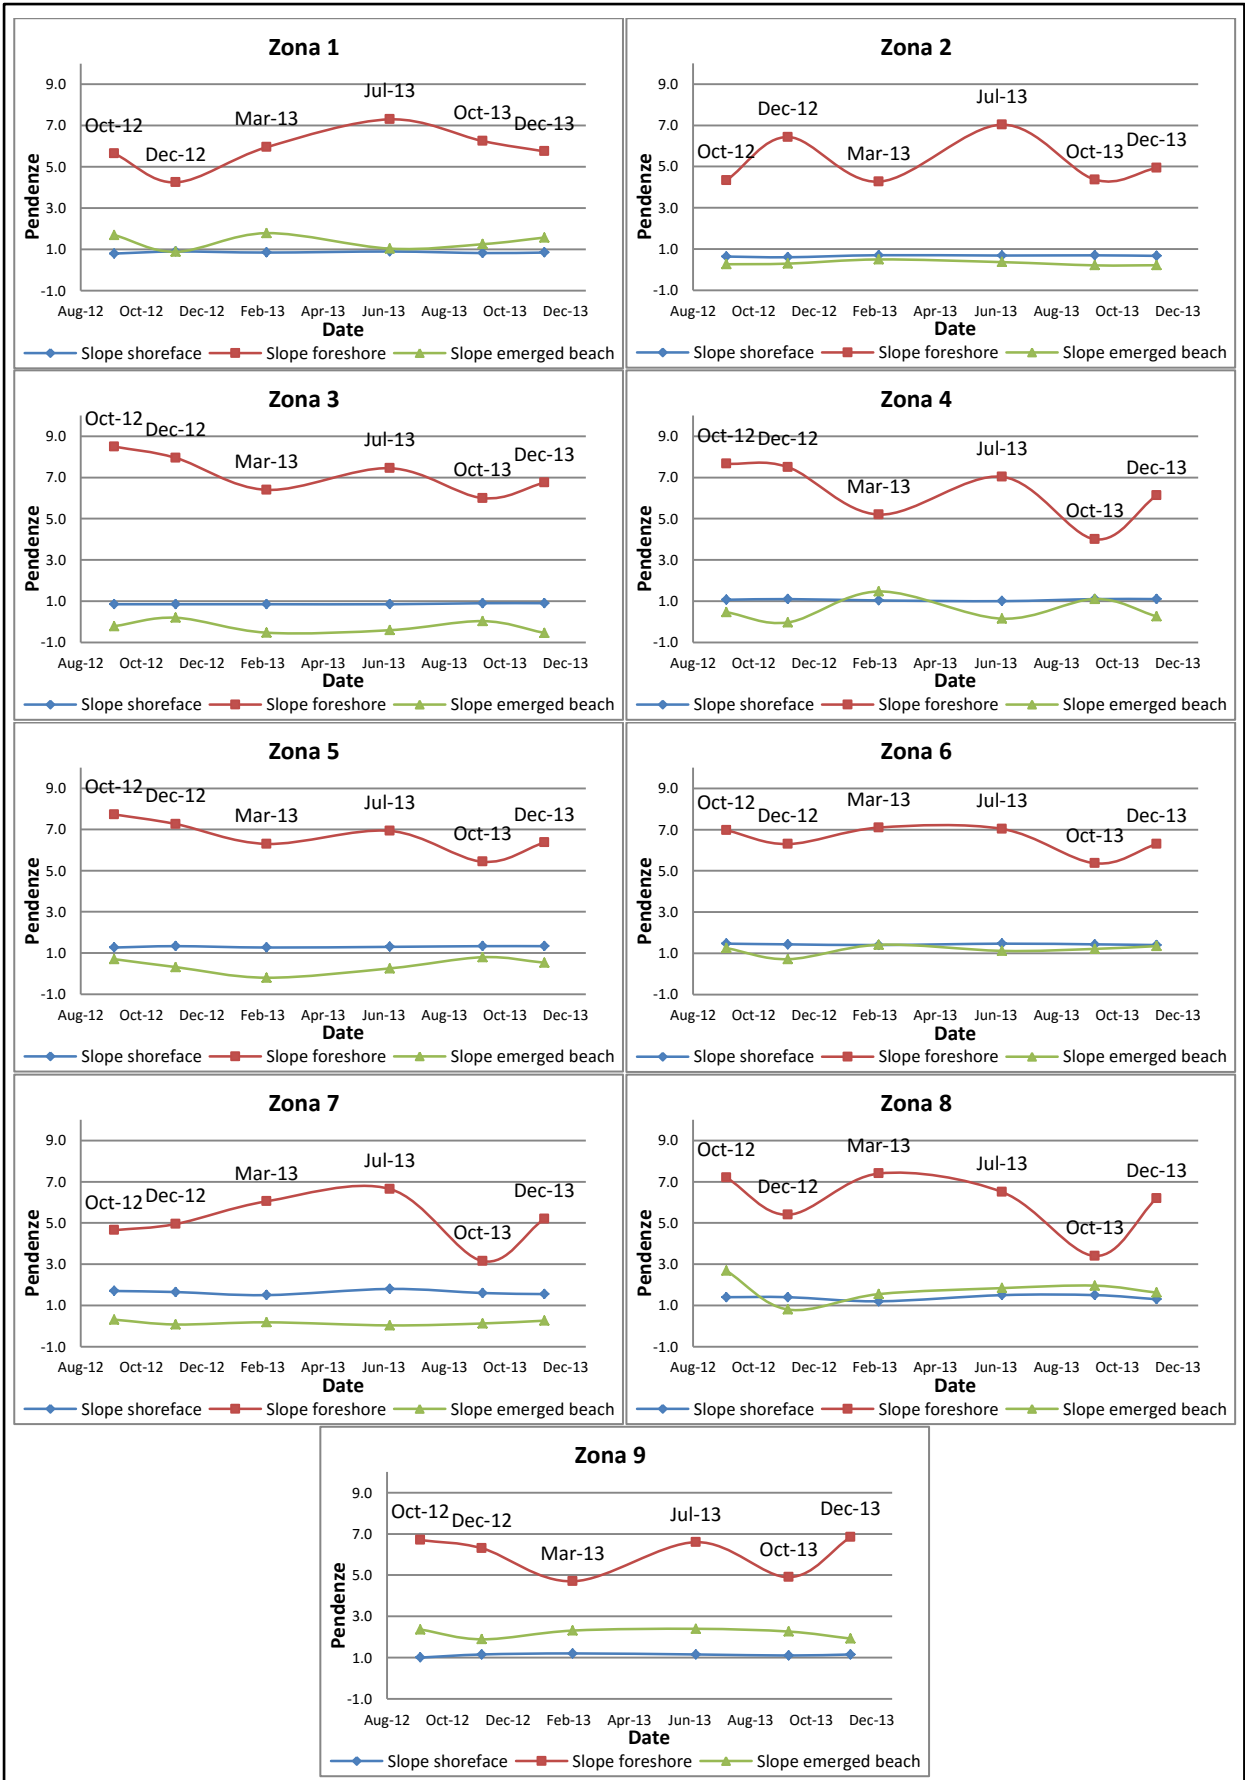 Zona 1
9.0
7.0
5.0
3.0
1.0
-1.0
Pendenze
Oct-12
Dec-12
Mar-13
Jul-13
Oct-13
Dec-13
Aug-12 Oct-12 Dec-12 Feb-13 Apr-13 Jun-13 Aug-13 Oct-13 Dec-13
Date
Slope shoreface Slope foreshore Slope emerged beach
Zona 2
9.0
7.0
5.0
3.0
1.0
-1.0
Pendenze
Oct-12
Dec-12
Mar-13
Jul-13
Oct-13
Dec-13
Aug-12 Oct-12 Dec-12 Feb-13 Apr-13 Jun-13 Aug-13 Oct-13 Dec-13
Date
Slope shoreface Slope foreshore Slope emerged beach
Zona 3
9.0
7.0
5.0
3.0
1.0
-1.0
Pendenze
Oct-12
Dec-12
Mar-13
Jul-13
Oct-13
Dec-13
Aug-12 Oct-12 Dec-12 Feb-13 Apr-13 Jun-13 Aug-13 Oct-13 Dec-13
Date
Slope shoreface Slope foreshore Slope emerged beach
Zona 4
9.0
7.0
5.0
3.0
1.0
-1.0
Pendenze
Oct-12
Dec-12
Mar-13
Jul-13
Oct-13
Dec-13
Aug-12 Oct-12 Dec-12 Feb-13 Apr-13 Jun-13 Aug-13 Oct-13 Dec-13
Date
Slope shoreface Slope foreshore Slope emerged beach
Zona 5
9.0
7.0
5.0
3.0
1.0
-1.0
Pendenze
Oct-12
Dec-12
Mar-13
Jul-13
Oct-13
Dec-13
Aug-12 Oct-12 Dec-12 Feb-13 Apr-13 Jun-13 Aug-13 Oct-13 Dec-13
Date
Slope shoreface Slope foreshore Slope emerged beach
Zona 6
9.0
7.0
5.0
3.0
1.0
-1.0
Pendenze
Oct-12
Dec-12
Mar-13
Jul-13
Oct-13
Dec-13
Aug-12 Oct-12 Dec-12 Feb-13 Apr-13 Jun-13 Aug-13 Oct-13 Dec-13
Date
Slope shoreface Slope foreshore Slope emerged beach
Zona 7
9.0
7.0
5.0
3.0
1.0
-1.0
Pendenze
Oct-12
Dec-12
Mar-13
Jul-13
Oct-13
Dec-13
Aug-12 Oct-12 Dec-12 Feb-13 Apr-13 Jun-13 Aug-13 Oct-13 Dec-13
Date
Slope shoreface Slope foreshore Slope emerged beach
Zona 8
9.0
7.0
5.0
3.0
1.0
-1.0
Pendenze
Oct-12
Dec-12
Mar-13
Jul-13
Oct-13
Dec-13
Aug-12 Oct-12 Dec-12 Feb-13 Apr-13 Jun-13 Aug-13 Oct-13 Dec-13
Date
Slope shoreface Slope foreshore Slope emerged beach
Zona 9
9.0
7.0
5.0
3.0
1.0
-1.0
Pendenze
Oct-12
Dec-12
Mar-13
Jul-13
Oct-13
Dec-13
Aug-12 Oct-12 Dec-12 Feb-13 Apr-13 Jun-13 Aug-13 Oct-13 Dec-13
Date
Slope shoreface Slope foreshore Slope emerged beach